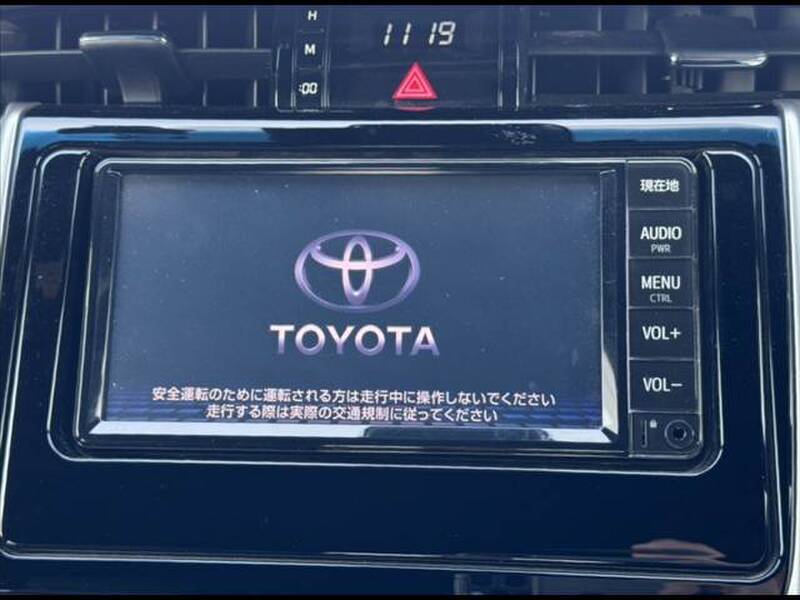 H
11:19
M
:00
現在地
AUDIO
PWR
MENU
CTRL
VOL+
VOL-
TOYOTA
安全運転のために運転される方は走行中に操作しないでください
走行する際は実際の交通規制に従ってください